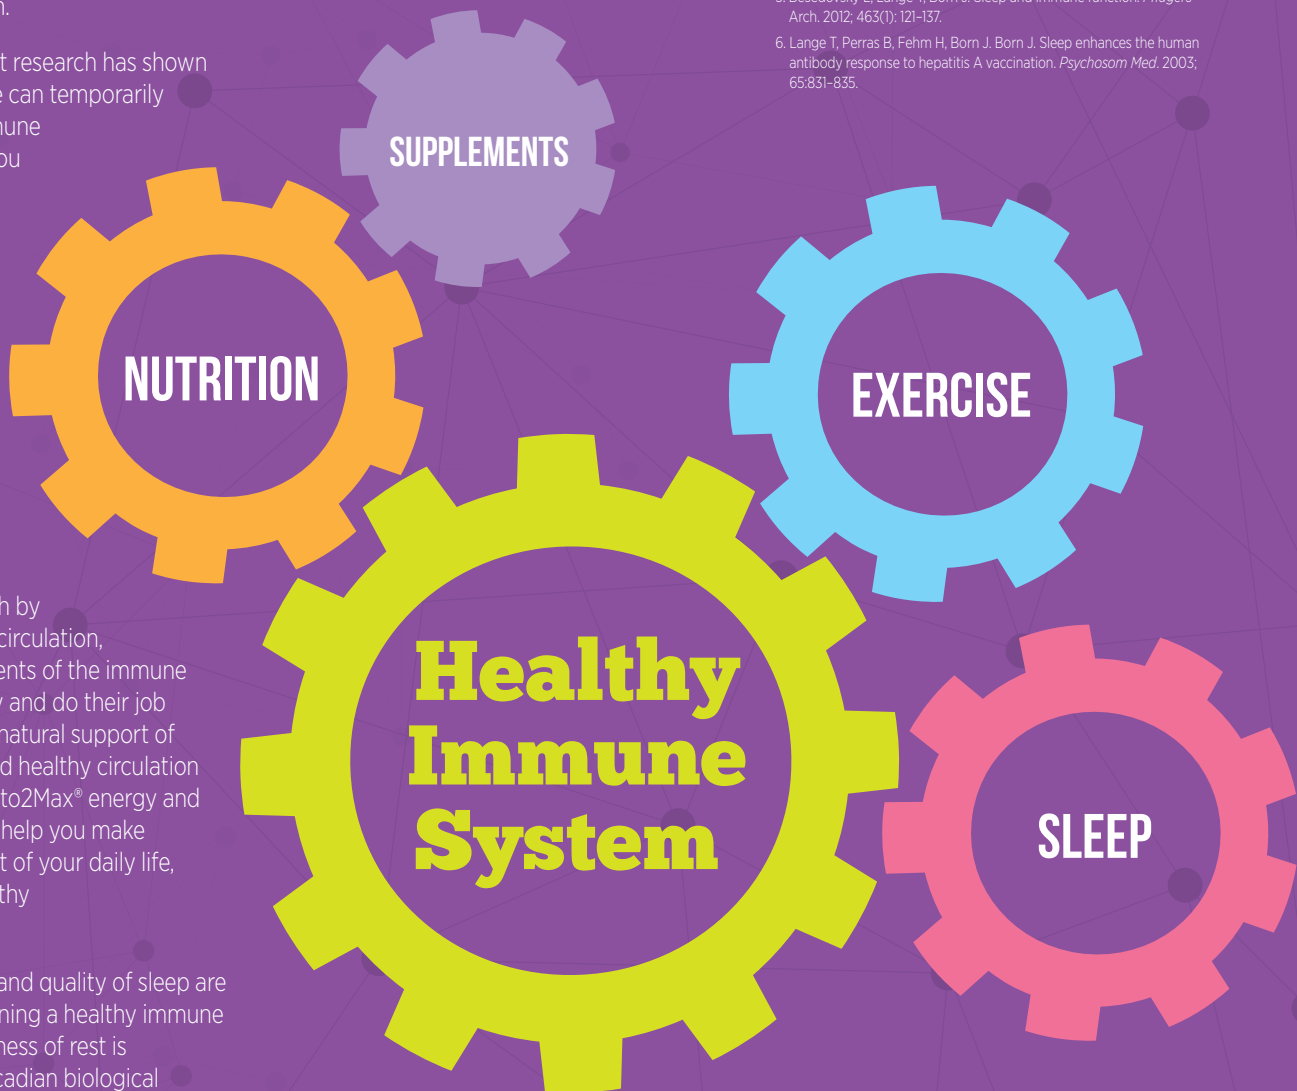 n.
t research has shown
e can temporarily
mune
ou
Arch. 2012; 463(1): 121–137.
6. Lange T, Perras B, Fehm H, Born J. Born J. Sleep enhances the human
antibody response to hepatitis A vaccination. Psychosom Med. 2003;
65:831–835.
SUPPLEMENTS
NUTRITION
EXERCISE
Healthy
Immune
System
SLEEP
h by
circulation,
ents of the immune
y and do their job
natural support of
d healthy circulation
to2Max® energy and
help you make
t of your daily life,
thy
and quality of sleep are
ning a healthy immune
ness of rest is
cadian biological